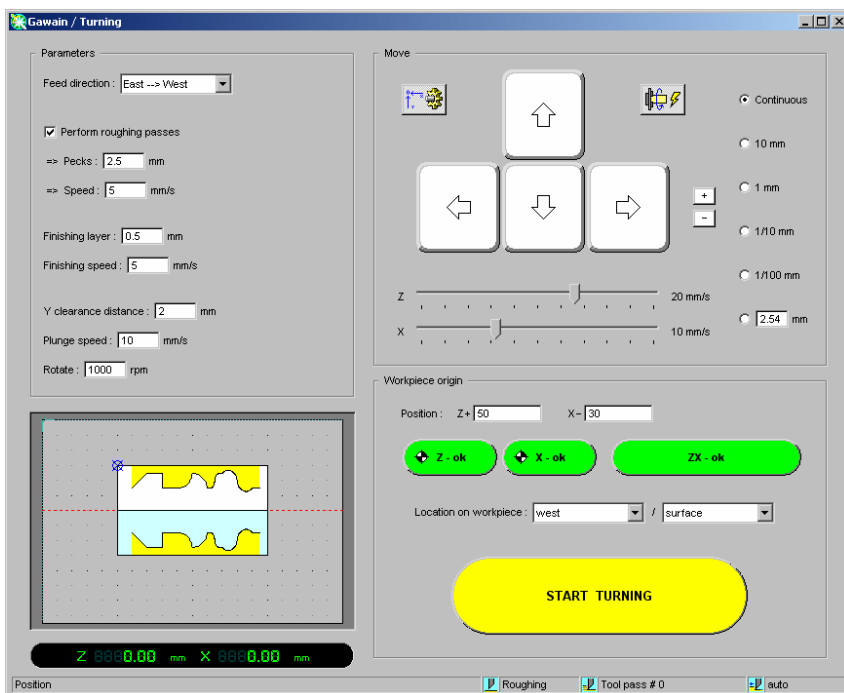 Gawain / Turning
Parameters
Feed direction : East --> West
Perform roughing passes
=> Pecks : 2.5 mm
=> Speed : 5 mm/s
Finishing layer : 0.5 mm
Finishing speed : 5 mm/s
Y clearance distance : 2 mm
Plunge speed : 10 mm/s
Rotate : 1000 rpm
Move
Continuous
10 mm
1 mm
1/10 mm
1/100 mm
2.54 mm
+
−
Z 20 mm/s
X 10 mm/s
Workpiece origin
Position : Z+ 50 X− 30
Z - ok X - ok ZX - ok
Location on workpiece : west / surface
START TURNING
Z 0.00 mm X 0.00 mm
Position Roughing Tool pass # 0 auto